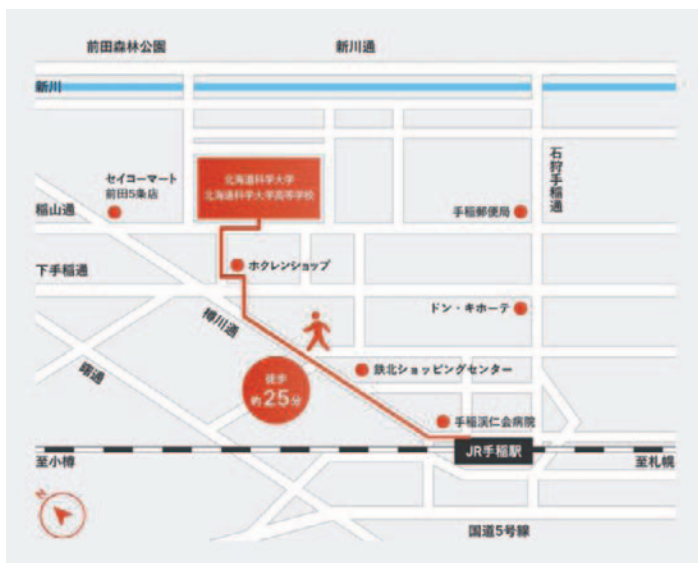 前田森林公園
新川通
新川
石狩手稲通
セイコーマート
前田5条店
北海道科学大学
北海道科学大学高等学校
稲山通
手稲郵便局
下手稲通
ホクレンショップ
ドン・キホーテ
樽川通
曙通
徒歩
約25分
鉄北ショッピングセンター
手稲渓仁会病院
JR手稲駅
至小樽
至札幌
N
国道5号線